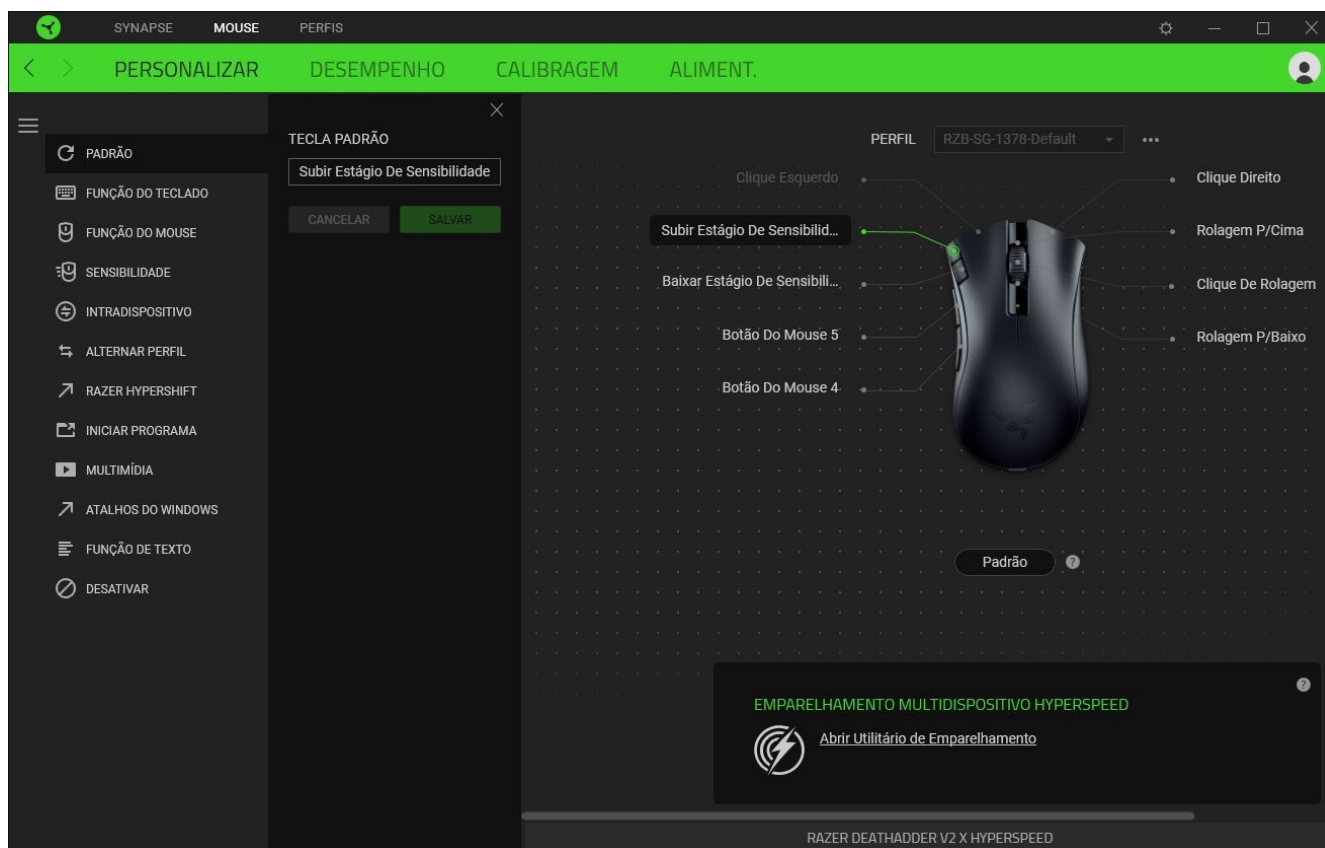 SYNAPSE MOUSE PERFIS
PERSONALIZAR DESEMPENHO CALIBRAGEM ALIMENT.
PADRÃO
FUNÇÃO DO TECLADO
FUNÇÃO DO MOUSE
SENSIBILIDADE
INTRADISPOSITIVO
ALTERNAR PERFIL
RAZER HYPERSHIFT
INICIAR PROGRAMA
MULTIMÍDIA
ATALHOS DO WINDOWS
FUNÇÃO DE TEXTO
DESATIVAR
TECLA PADRÃO
Subir Estágio De Sensibilidade
CANCELAR SALVAR
PERFIL RZB-SG-1378-Default
Clique Esquerdo
Subir Estágio De Sensibilid...
Baixar Estágio De Sensibili...
Botão Do Mouse 5
Botão Do Mouse 4
Clique Direito
Rolagem P/Cima
Clique De Rolagem
Rolagem P/Baixo
Padrão ?
?
EMPARELHAMENTO MULTIDISPOSITIVO HYPERSPEED
Abrir Utilitário de Emparelhamento
RAZER DEATHADDER V2 X HYPERSPEED